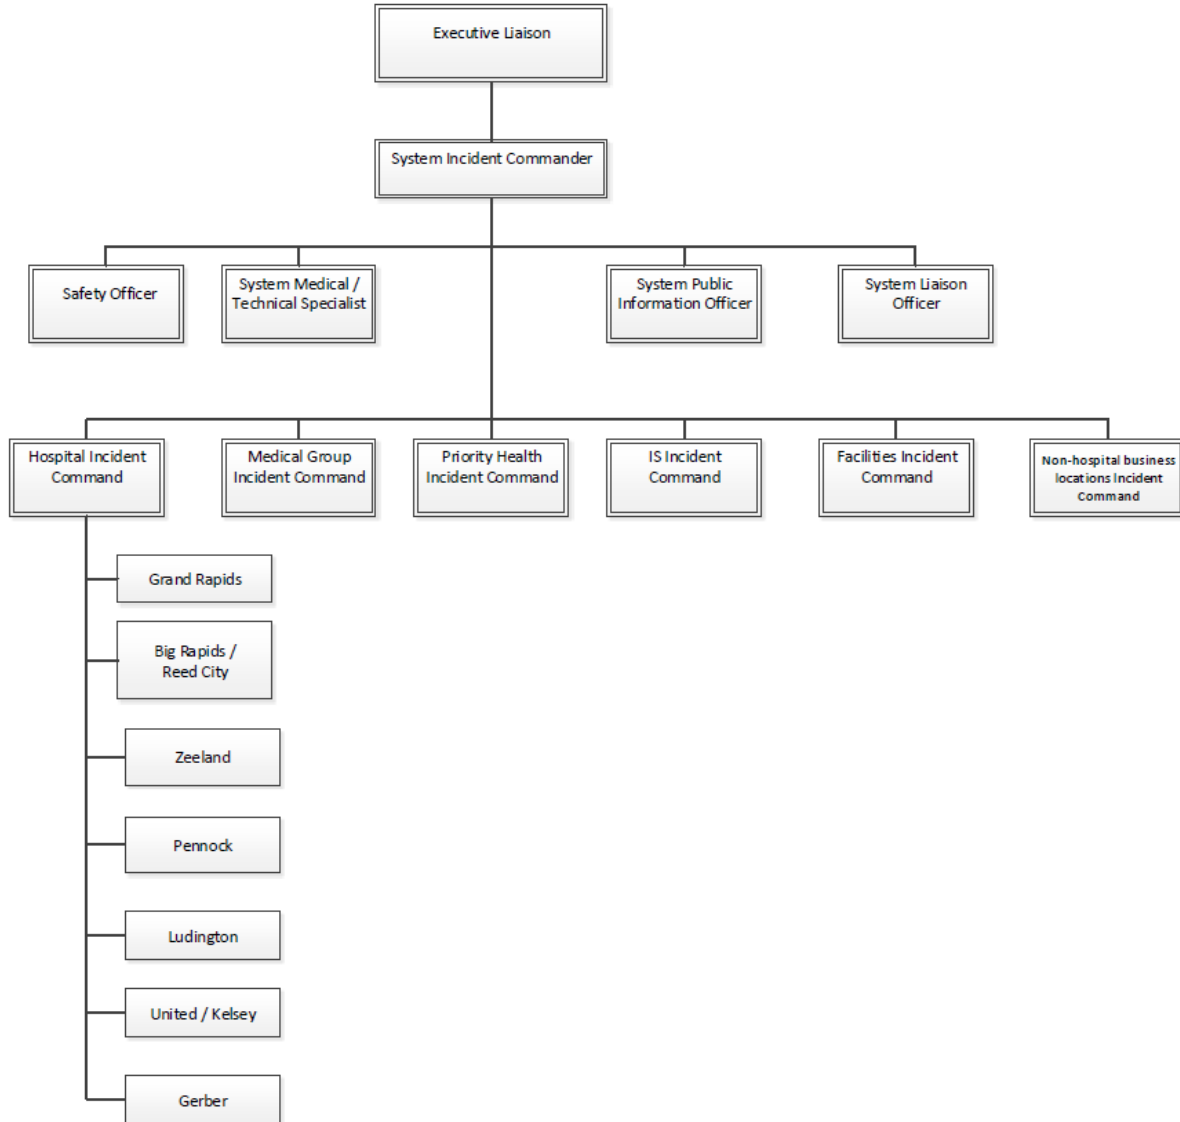 Executive Liaison
System Incident Commander
Safety Officer
System Medical /
Technical Specialist
System Public
Information Officer
System Liaison
Officer
Hospital Incident
Command
Medical Group
Incident Command
Priority Health
Incident Command
IS Incident
Command
Facilities Incident
Command
Non-hospital business
locations Incident
Command
Grand Rapids
Big Rapids /
Reed City
Zeeland
Pennock
Ludington
United / Kelsey
Gerber